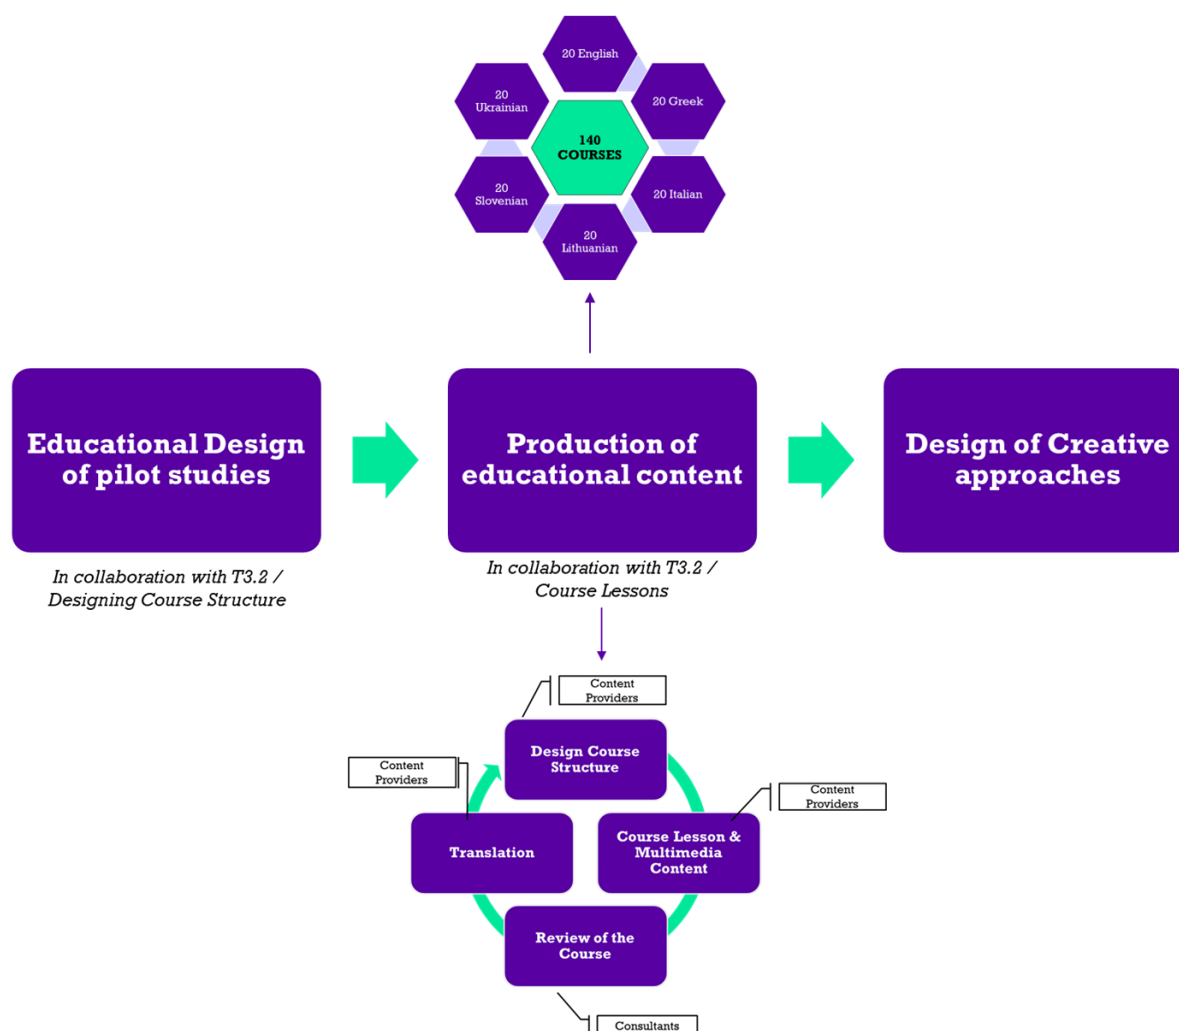 20 English
20
Ukrainian
20 Greek
140
COURSES
20
Slovenian
20 Italian
20
Lithuanian
Educational Design
of pilot studies
Production of
educational content
Design of Creative
approaches
In collaboration with T3.2 /
Designing Course Structure
In collaboration with T3.2 /
Course Lessons
Content
Providers
Design Course
Structure
Content
Providers
Content
Providers
Translation
Course Lesson &
Multimedia
Content
Review of the
Course
Consultants